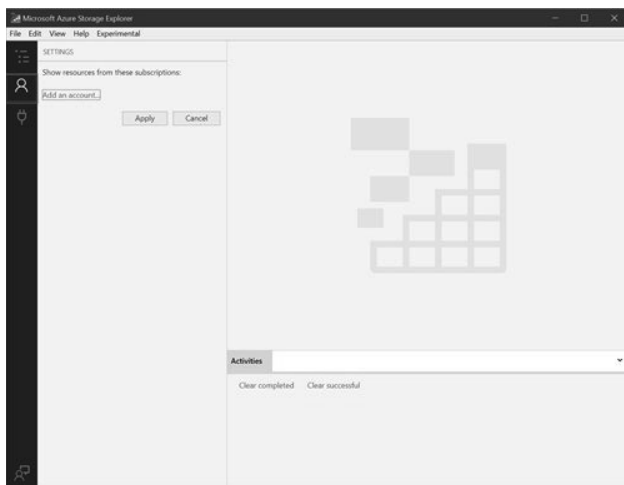 Microsoft Azure Storage Explorer
File Edit View Help Experimental
SETTINGS
Show resources from these subscriptions:
Add an account...
Apply Cancel
Activities
Clear completed Clear successful